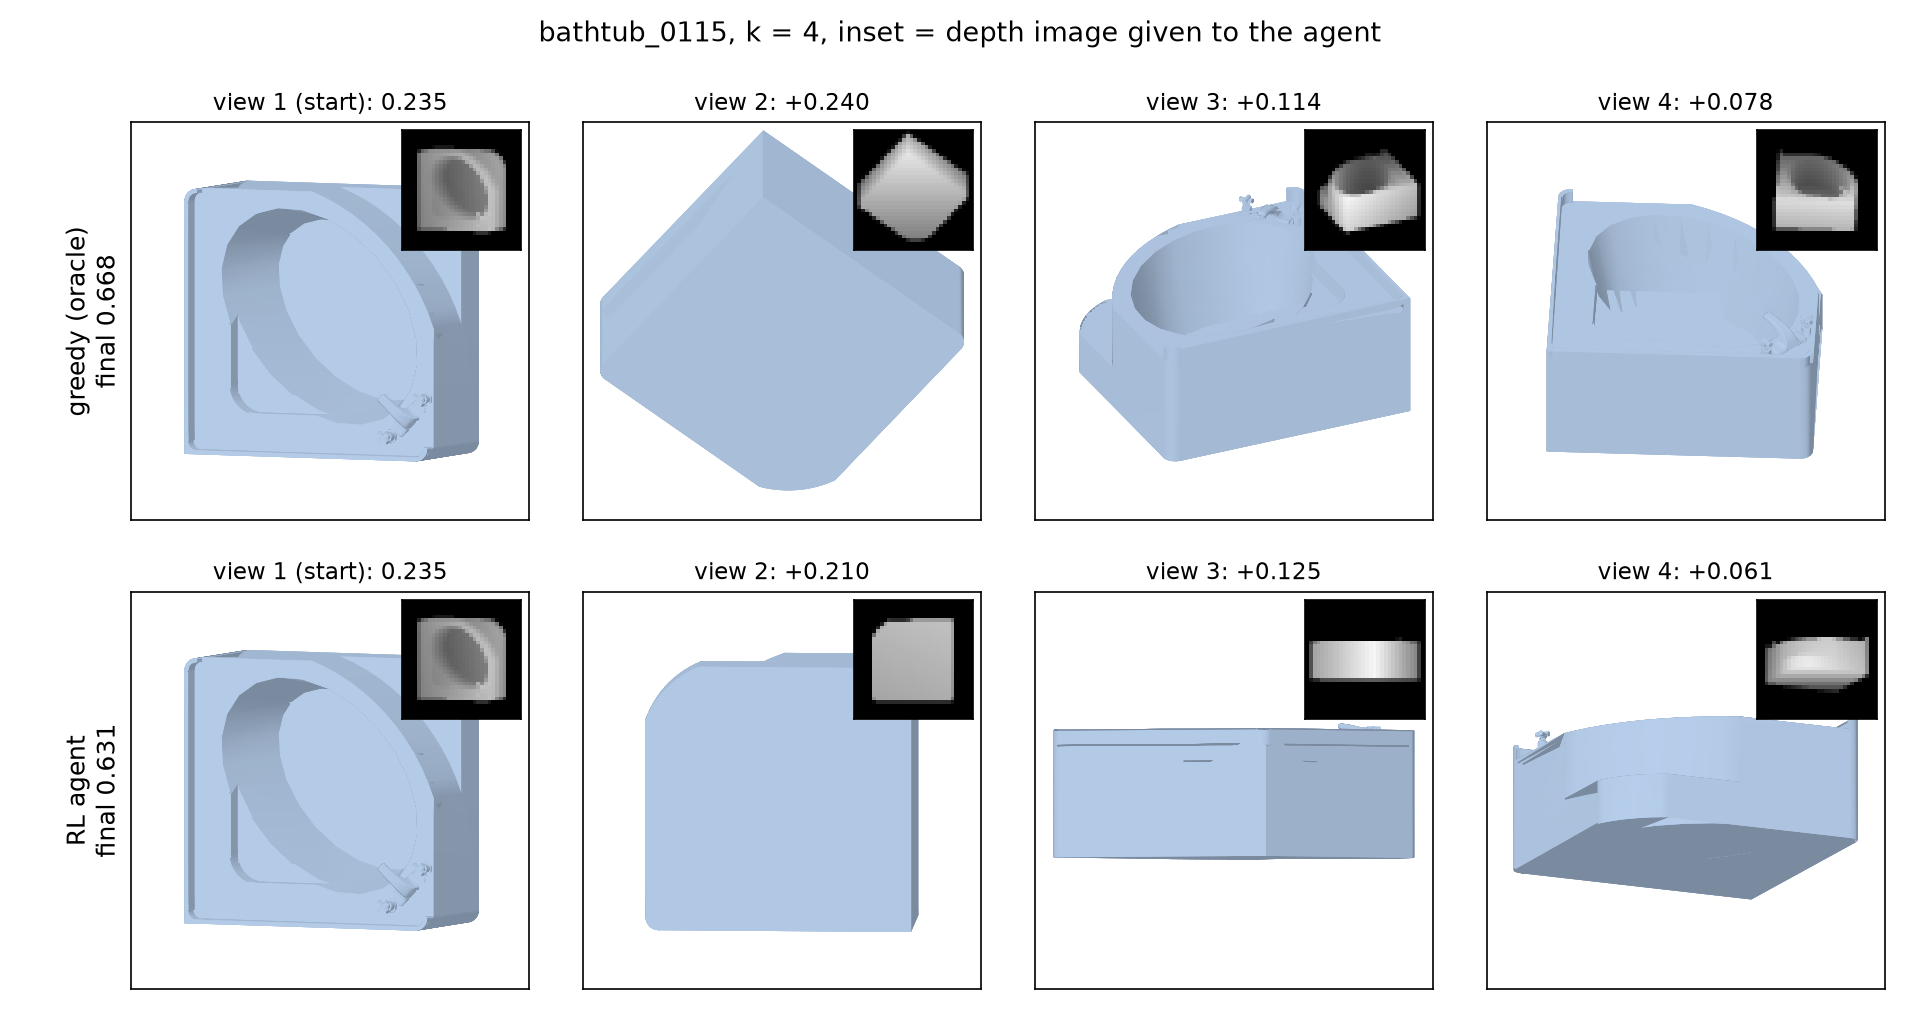 bathtub_0115, k = 4, inset = depth image given to the agent
greedy (oracle)
final 0.668
view 1 (start): 0.235
view 2: +0.240
view 3: +0.114
view 4: +0.078
RL agent
final 0.631
view 1 (start): 0.235
view 2: +0.210
view 3: +0.125
view 4: +0.061